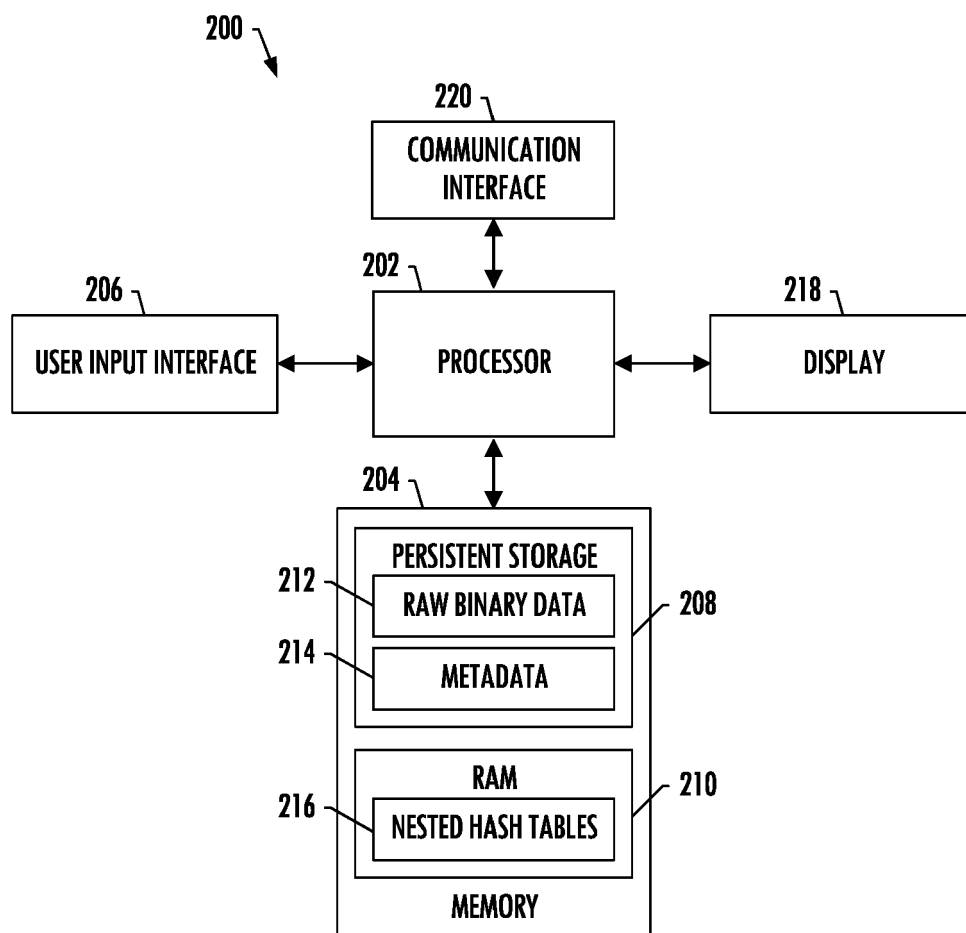 200
220
COMMUNICATION
INTERFACE
202
206
218
USER INPUT INTERFACE
PROCESSOR
DISPLAY
204
PERSISTENT STORAGE
212
RAW BINARY DATA
208
214
METADATA
RAM
210
216
NESTED HASH TABLES
MEMORY